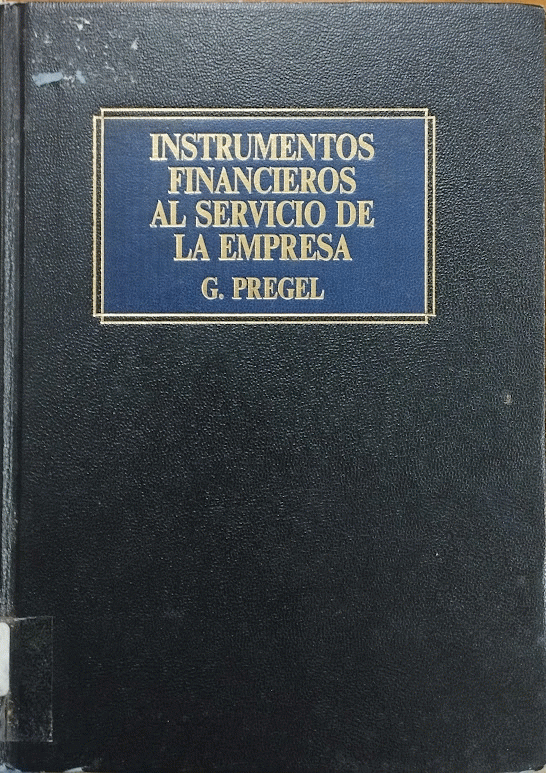 INSTRUMENTOS
FINANCIEROS
AL SERVICIO DE
LA EMPRESA
G. PREGEL